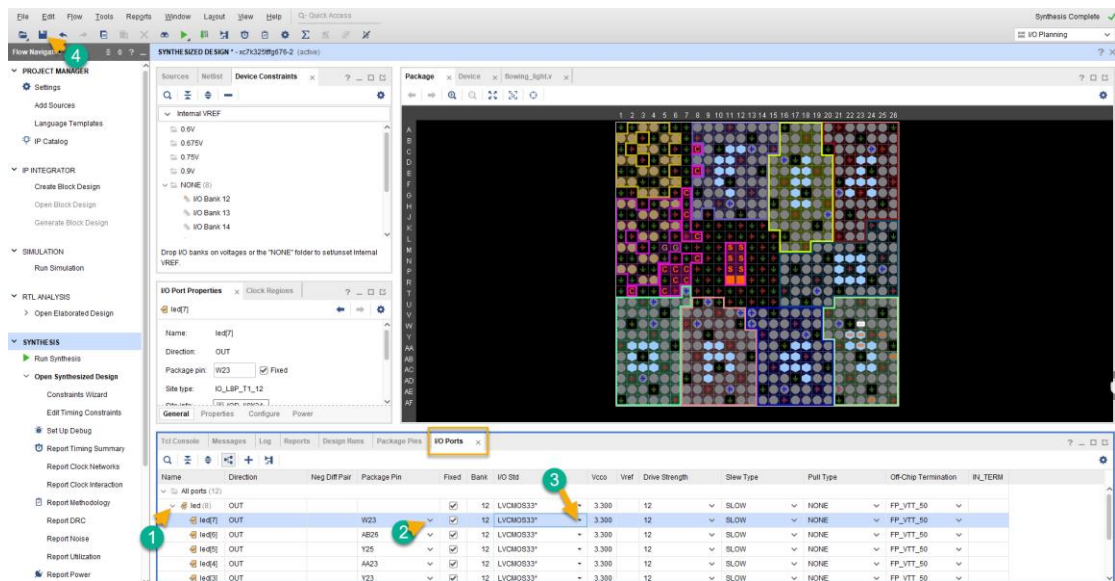 File Edit Flow Tools Reports Window Layout View Help Quick Access
Synthesis Complete
I/O Planning
4
Flow Navigator
SYNTHESIZED DESIGN * - xc7k325tffg676-2 (active)
PROJECT MANAGER
Settings
Add Sources
Language Templates
IP Catalog
IP INTEGRATOR
Create Block Design
Open Block Design
Generate Block Design
SIMULATION
Run Simulation
RTL ANALYSIS
Open Elaborated Design
SYNTHESIS
Run Synthesis
Open Synthesized Design
Constraints Wizard
Edit Timing Constraints
Set Up Debug
Report Timing Summary
Report Clock Networks
Report Clock Interaction
Report Methodology
Report DRC
Report Noise
Report Utilization
Report Power
Sources Netlist Device Constraints
Internal VREF
0.6V
0.675V
0.75V
0.9V
NONE (8)
I/O Bank 12
I/O Bank 13
I/O Bank 14
Drop I/O banks on voltages or the "NONE" folder to set/unset Internal
VREF.
I/O Port Properties Clock Regions
led[7]
Name: led[7]
Direction: OUT
Package pin: W23 Fixed
Site type: IO_L8P_T1_12
General Properties Configure Power
Package Device flowing_light.v
1 2 3 4 5 6 7 8 9 10 11 12 13 14 15 16 17 18 19 20 21 22 23 24 25 26
A
B
C
D
E
F
G
H
J
K
L
M
N
P
R
T
U
V
W
Y
AA
AB
AC
AD
AE
AF
Tcl Console Messages Log Reports Design Runs Package Pins I/O Ports
Name Direction Neg Diff Pair Package Pin Fixed Bank I/O Std Vcco Vref Drive Strength Slew Type Pull Type Off-Chip Termination IN_TERM
3
All ports (12)
led (8) OUT 12 LVCMOS33* 3.300 12 SLOW NONE FP_VTT_50
1
led[7] OUT W23 12 LVCMOS33* 3.300 12 SLOW NONE FP_VTT_50
2
led[6] OUT AB26 12 LVCMOS33* 3.300 12 SLOW NONE FP_VTT_50
led[5] OUT Y25 12 LVCMOS33* 3.300 12 SLOW NONE FP_VTT_50
led[4] OUT AA23 12 LVCMOS33* 3.300 12 SLOW NONE FP_VTT_50
led[3] OUT Y23 12 LVCMOS33* 3.300 12 SLOW NONE FP_VTT_50